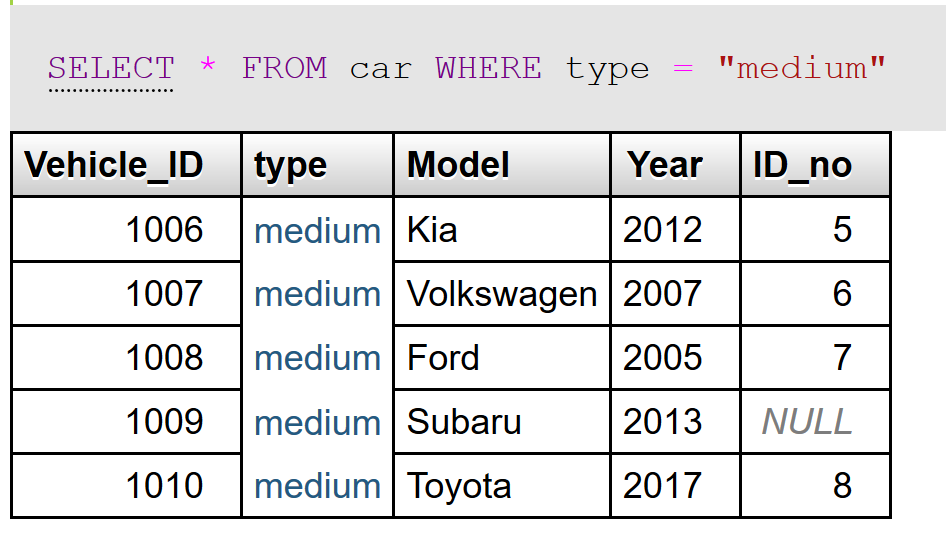 SELECT * FROM car WHERE type = "medium"
Vehicle_ID type Model Year ID_no
1006 medium Kia 2012 5
1007 medium Volkswagen 2007 6
1008 medium Ford 2005 7
1009 medium Subaru 2013 NULL
1010 medium Toyota 2017 8